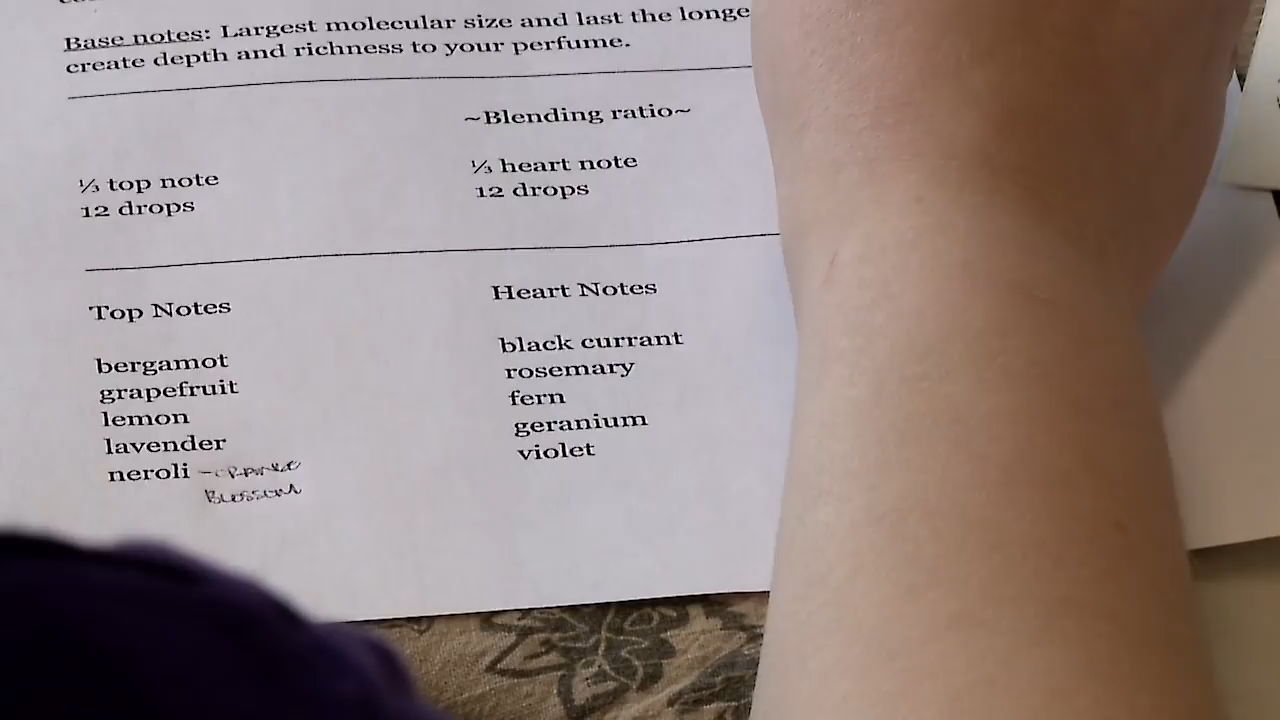 Base notes: Largest molecular size and last the longe
create depth and richness to your perfume.
~Blending ratio~
⅓ top note
12 drops
⅓ heart note
12 drops
Top Notes
bergamot
grapefruit
lemon
lavender
neroli - orange
Blossom
Heart Notes
black currant
rosemary
fern
geranium
violet